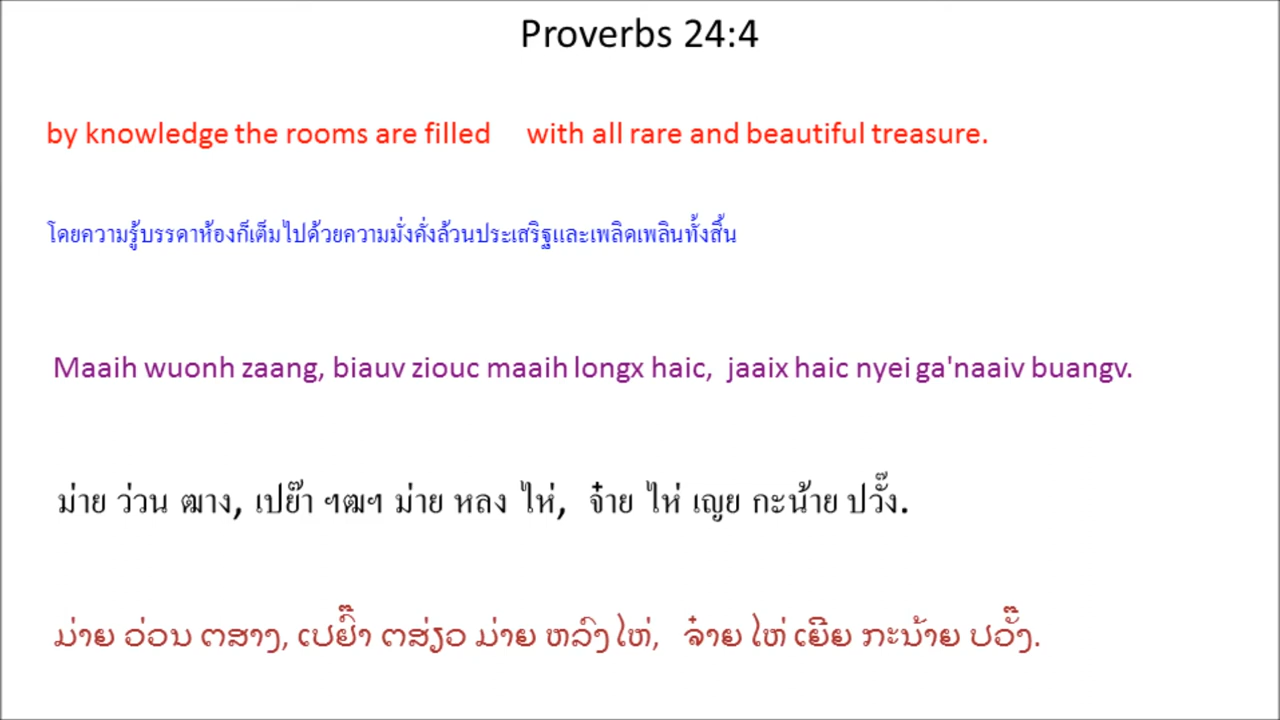 Proverbs 24:4
by knowledge the rooms are filled with all rare and beautiful treasure.
โดยความรู้บรรดาห้องก็เต็มไปด้วยความมั่งคั่งล้วนประเสริฐและเพลิดเพลินทั้งสิ้น
Maaih wuonh zaang, biauv ziouc maaih longx haic, jaaix haic nyei ga'naaiv buangv.
ม่าย ว่วน ฒาง, เปย๊า ฯฒฯ ม่าย หลง ไห่, จ๋าย ไห่ เญย กะน้าย ปวั๊ง.
ມ່າຍ ວ່ວນ ຕສາງ, ເປຢົ໊າ ຕສ່ຽວ ມ່າຍ ຫລົງ ໄຫ່, ຈ໋າຍ ໄຫ່ ເຍີຍ ກະນ້າຍ ປວັ໊ງ.